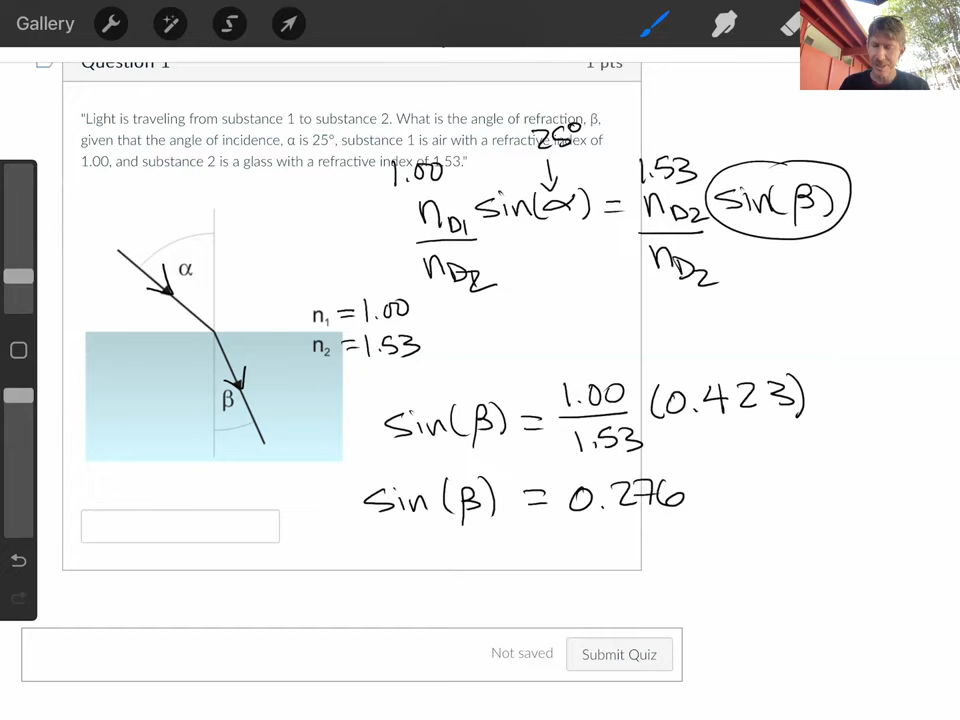 Gallery
Question 1
1 pts
"Light is traveling from substance 1 to substance 2. What is the angle of refraction, β,
given that the angle of incidence, α is 25°, substance 1 is air with a refractive index of
1.00, and substance 2 is a glass with a refractive index of 1.53."
25°
1.00
1.53
n_D1 sin(α) = n_D2 sin(β)
n_D2
n_D2
α
n₁ = 1.00
n₂ = 1.53
β
sin(β) = 1.00 (0.423)
1.53
sin(β) = 0.276
Not saved
Submit Quiz